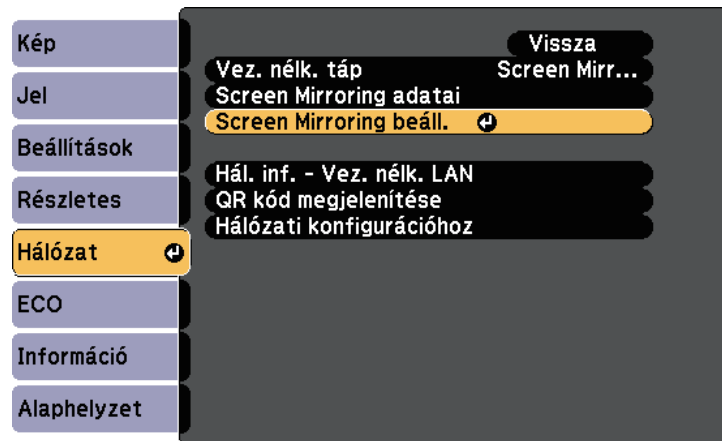 Kép
Jel
Beállítások
Részletes
Hálózat
ECO
Információ
Alaphelyzet
Vissza
Vez. nélk. táp Screen Mirr...
Screen Mirroring adatai
Screen Mirroring beáll.
Hál. inf. - Vez. nélk. LAN
QR kód megjelenítése
Hálózati konfigurációhoz